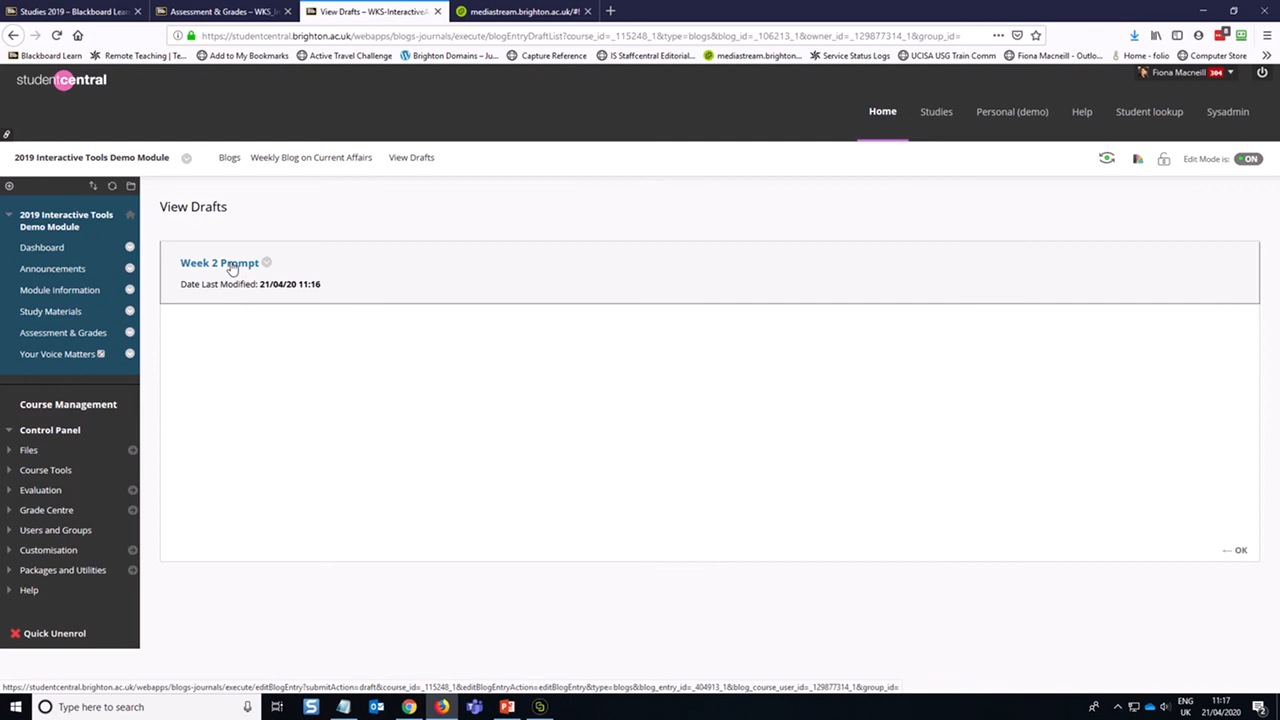 Studies 2019 – Blackboard Lear
Assessment & Grades – WKS_I
View Drafts – WKS-InteractiveA
mediastream.brighton.ac.uk/#!
https://studentcentral.brighton.ac.uk/webapps/blogs-journals/execute/blogEntryDraftList?course_id=_115248_1&type=blogs&blog_id=_106213_1&owner_id=_129877314_1&group_id=
Blackboard Learn
Remote Teaching | Te...
Add to My Bookmarks
Active Travel Challenge
Brighton Domains – Ju...
Capture Reference
IS Staffcentral Editorial...
mediastream.brighton...
Service Status Logs
UCISA USG Train Comm
Fiona Macneill - Outlo...
Home - folio
Computer Store
studentcentral
Fiona Macneill 304
Home
Studies
Personal (demo)
Help
Student lookup
Sysadmin
2019 Interactive Tools Demo Module
Blogs
Weekly Blog on Current Affairs
View Drafts
Edit Mode is: ON
2019 Interactive Tools
Demo Module
Dashboard
Announcements
Module Information
Study Materials
Assessment & Grades
Your Voice Matters
Course Management
Control Panel
Files
Course Tools
Evaluation
Grade Centre
Users and Groups
Customisation
Packages and Utilities
Help
Quick Unenrol
View Drafts
Week 2 Prompt
Date Last Modified: 21/04/20 11:16
← OK
https://studentcentral.brighton.ac.uk/webapps/blogs-journals/execute/editBlogEntry?submitAction=draft&course_id=_115248_1&editBlogEntryAction=editBlogEntry&type=blogs&blog_entry_id=_404913_1&blog_course_user_id=_129877314_1&group_id=
Type here to search
ENG
UK
11:17
21/04/2020
2